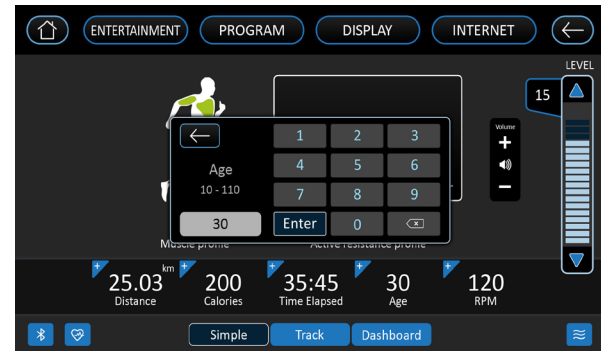 ENTERTAINMENT PROGRAM DISPLAY INTERNET
LEVEL
15
Volume
+
−
Age
10 - 110
30
1 2 3
4 5 6
7 8 9
Enter 0
Muscle profile Active resistance profile
25.03 km
Distance
200
Calories
35:45
Time Elapsed
30
Age
120
RPM
Simple Track Dashboard